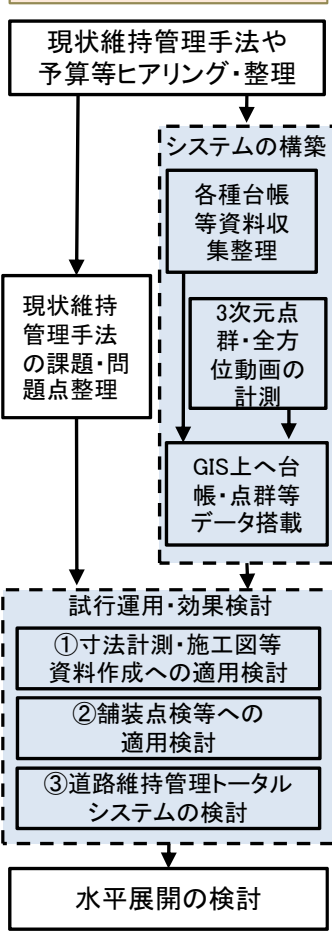 現状維持管理手法や
予算等ヒアリング・整理
システムの構築
各種台帳
等資料収
集整理
現状維持
管理手法
の課題・問
題点整理
3次元点
群・全方
位動画の
計測
GIS上へ台
帳・点群等
データ搭載
試行運用・効果検討
①寸法計測・施工図等
資料作成への適用検討
②舗装点検等への
適用検討
③道路維持管理トータル
システムの検討
水平展開の検討